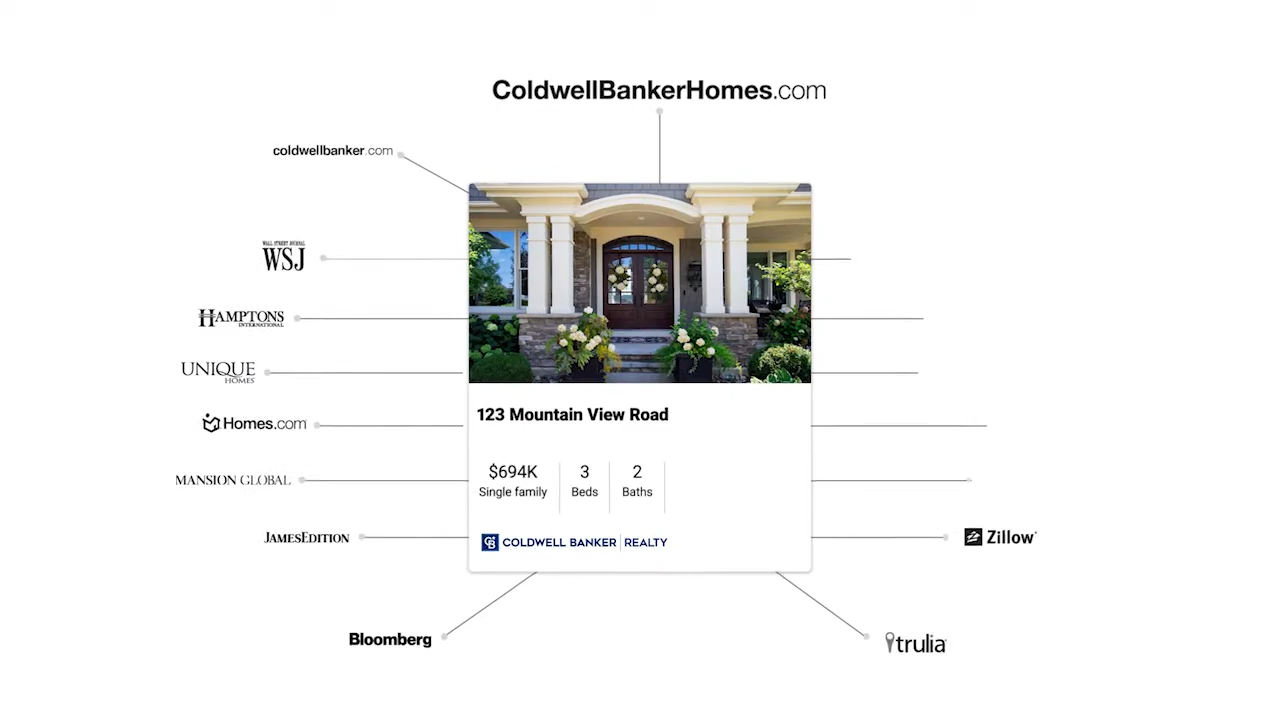 ColdwellBankerHomes.com
coldwellbanker.com
WALL STREET JOURNAL
WSJ
HAMPTONS
INTERNATIONAL
UNIQUE
HOMES
Homes.com
MANSION GLOBAL
JAMESEDITION
Bloomberg
123 Mountain View Road
$694K
Single family
3
Beds
2
Baths
CB
COLDWELL BANKER REALTY
Zillow
trulia